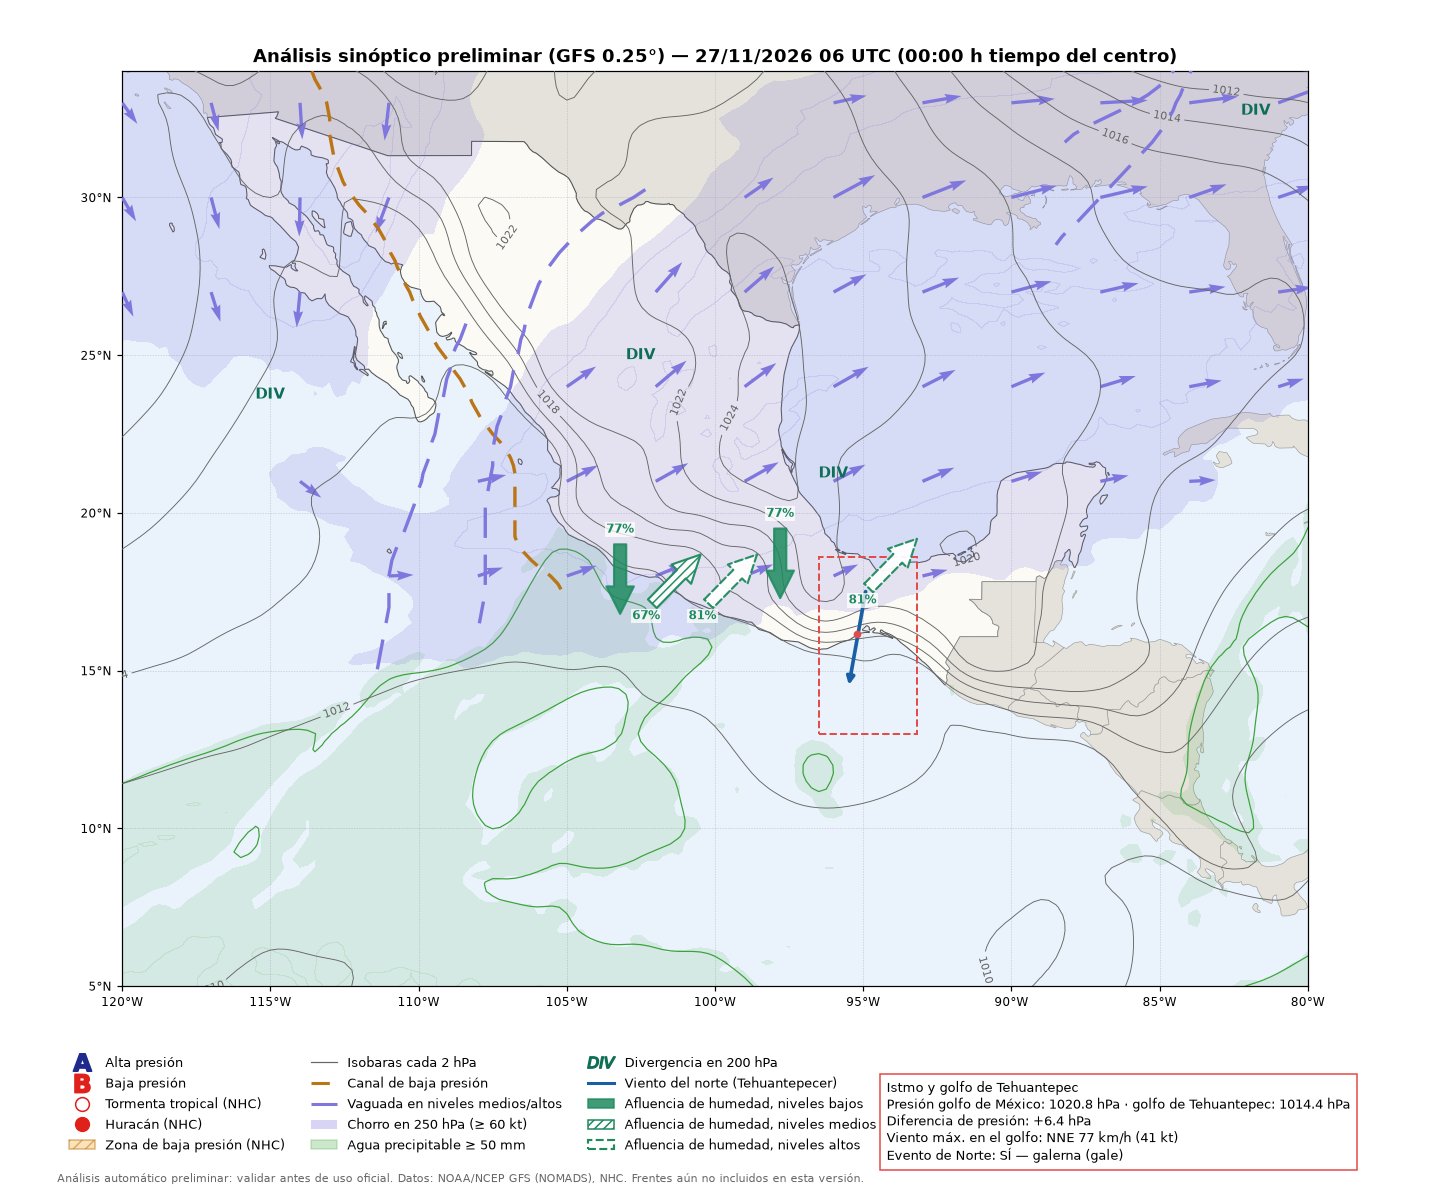 Análisis sinóptico preliminar (GFS 0.25°) — 27/11/2026 06 UTC (00:00 h tiempo del centro)
1012
DIV
1014
1016
30°N
1022
25°N
DIV
DIV
1018
1022
1024
DIV
20°N
77%
77%
1020
67%
81%
81%
15°N
1012
10°N
1010
5°N
120°W
115°W
110°W
105°W
100°W
95°W
90°W
85°W
80°W
A Alta presión
B Baja presión
Tormenta tropical (NHC)
Huracán (NHC)
Zona de baja presión (NHC)
Isobaras cada 2 hPa
Canal de baja presión
Vaguada en niveles medios/altos
Chorro en 250 hPa (≥ 60 kt)
Agua precipitable ≥ 50 mm
DIV Divergencia en 200 hPa
Viento del norte (Tehuantepecer)
Afluencia de humedad, niveles bajos
Afluencia de humedad, niveles medios
Afluencia de humedad, niveles altos
Istmo y golfo de Tehuantepec
Presión golfo de México: 1020.8 hPa · golfo de Tehuantepec: 1014.4 hPa
Diferencia de presión: +6.4 hPa
Viento máx. en el golfo: NNE 77 km/h (41 kt)
Evento de Norte: SÍ — galerna (gale)
Análisis automático preliminar: validar antes de uso oficial. Datos: NOAA/NCEP GFS (NOMADS), NHC. Frentes aún no incluidos en esta versión.